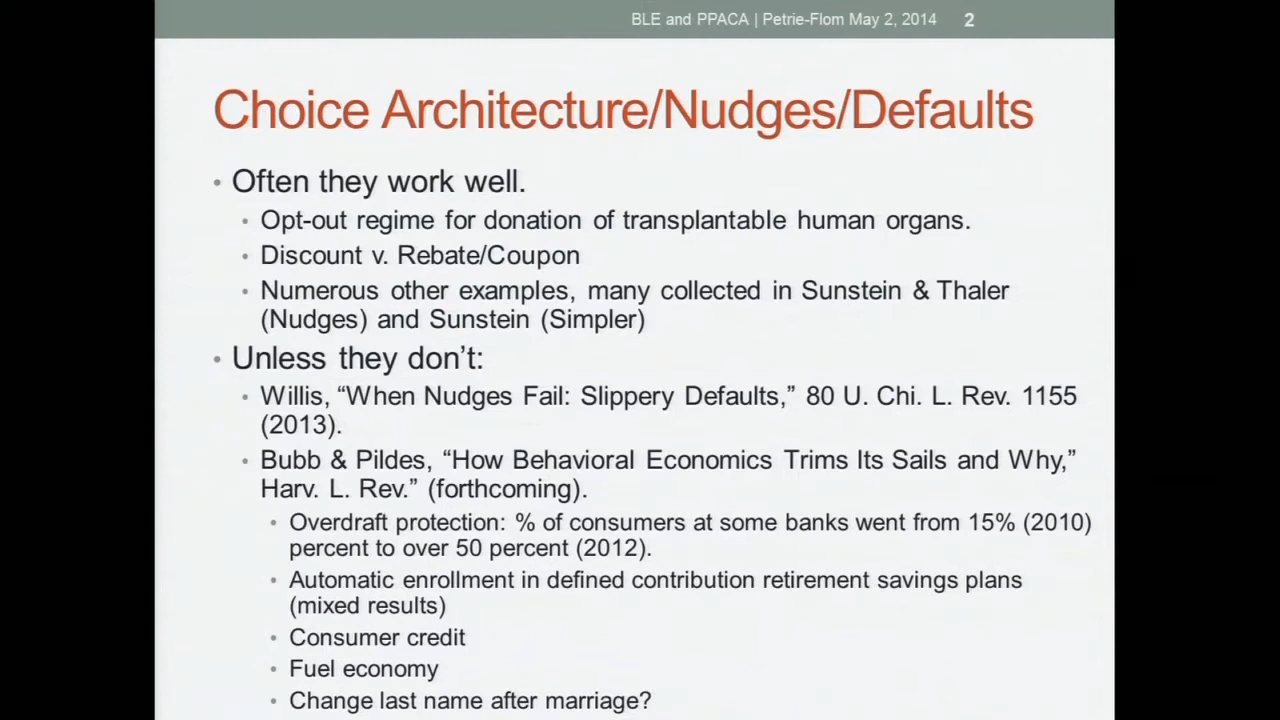 BLE and PPACA | Petrie-Flom May 2, 2014 2
Choice Architecture/Nudges/Defaults
• Often they work well.
• Opt-out regime for donation of transplantable human organs.
• Discount v. Rebate/Coupon
• Numerous other examples, many collected in Sunstein & Thaler
(Nudges) and Sunstein (Simpler)
• Unless they don’t:
• Willis, “When Nudges Fail: Slippery Defaults,” 80 U. Chi. L. Rev. 1155
(2013).
• Bubb & Pildes, “How Behavioral Economics Trims Its Sails and Why,”
Harv. L. Rev.” (forthcoming).
• Overdraft protection: % of consumers at some banks went from 15% (2010)
percent to over 50 percent (2012).
• Automatic enrollment in defined contribution retirement savings plans
(mixed results)
• Consumer credit
• Fuel economy
• Change last name after marriage?